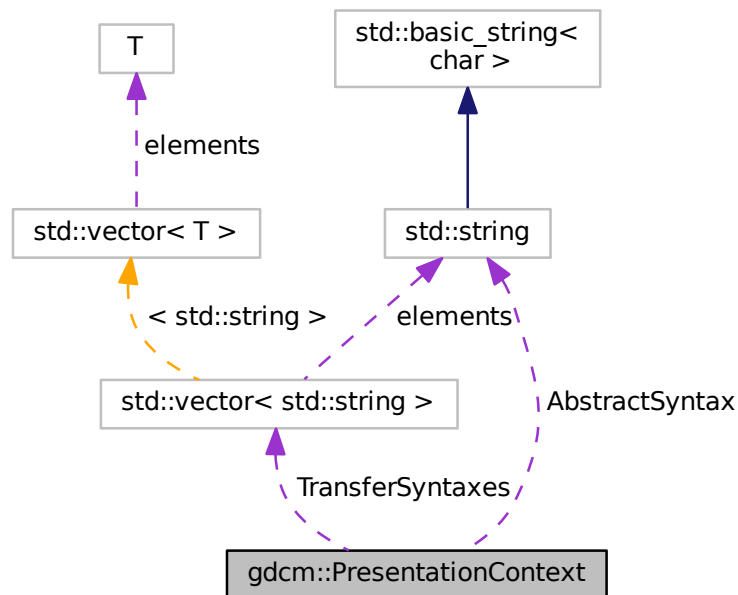 T
std::basic_string<
char >
elements
std::vector< T >
std::string
< std::string >
elements
std::vector< std::string >
AbstractSyntax
TransferSyntaxes
gdcm::PresentationContext